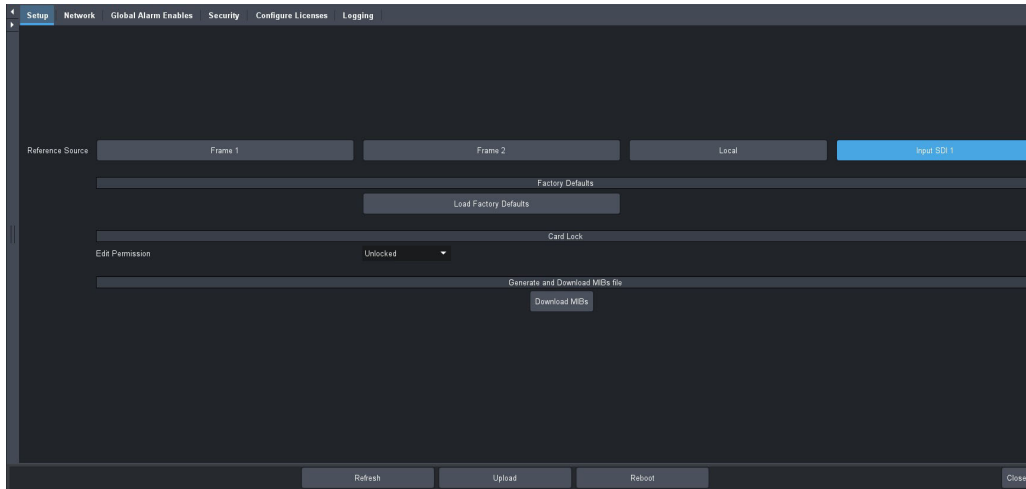 Setup Network Global Alarm Enables Security Configure Licenses Logging
Reference Source Frame 1 Frame 2 Local Input SDI 1
Factory Defaults
Load Factory Defaults
Card Lock
Edit Permission Unlocked
Generate and Download MIBs file
Download MIBs
Refresh Upload Reboot Close